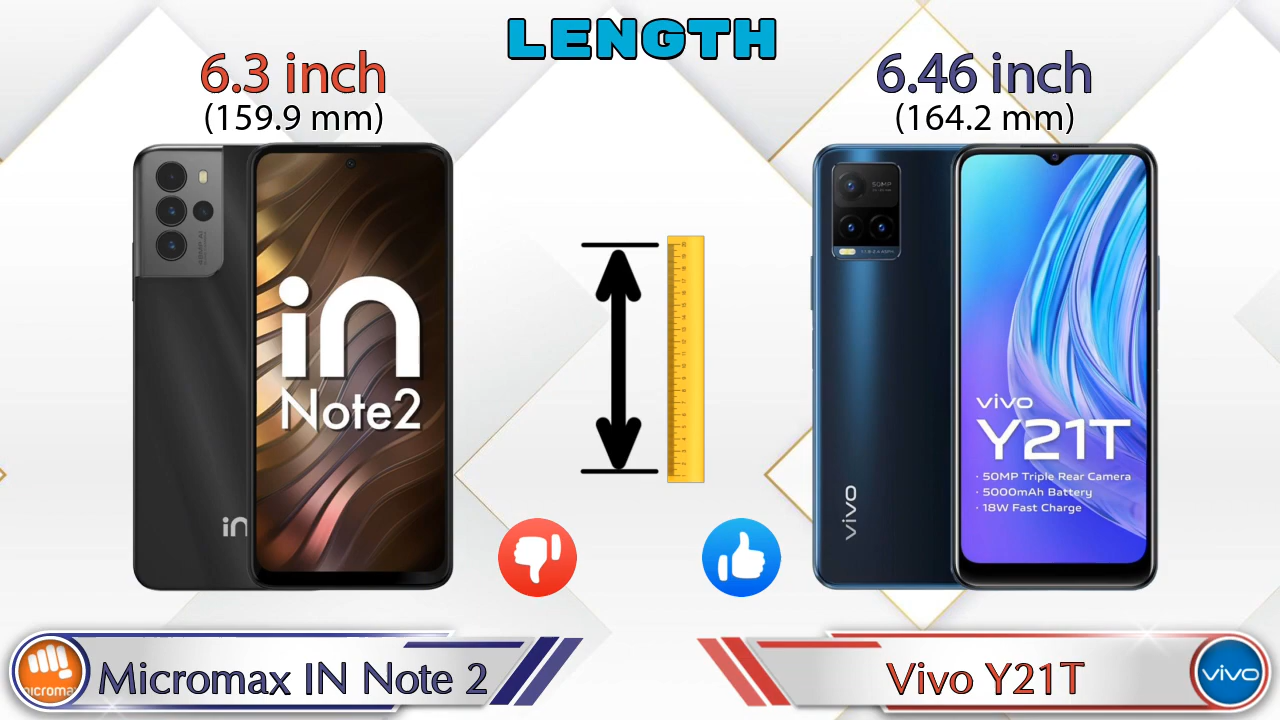 LENGTH
6.3 inch
(159.9 mm)
6.46 inch
(164.2 mm)
50MP
in
Note2
in
vivo
vivo
Y21T
· 50MP Triple Rear Camera
· 5000mAh Battery
· 18W Fast Charge
micromax
Micromax IN Note 2
Vivo Y21T
vivo